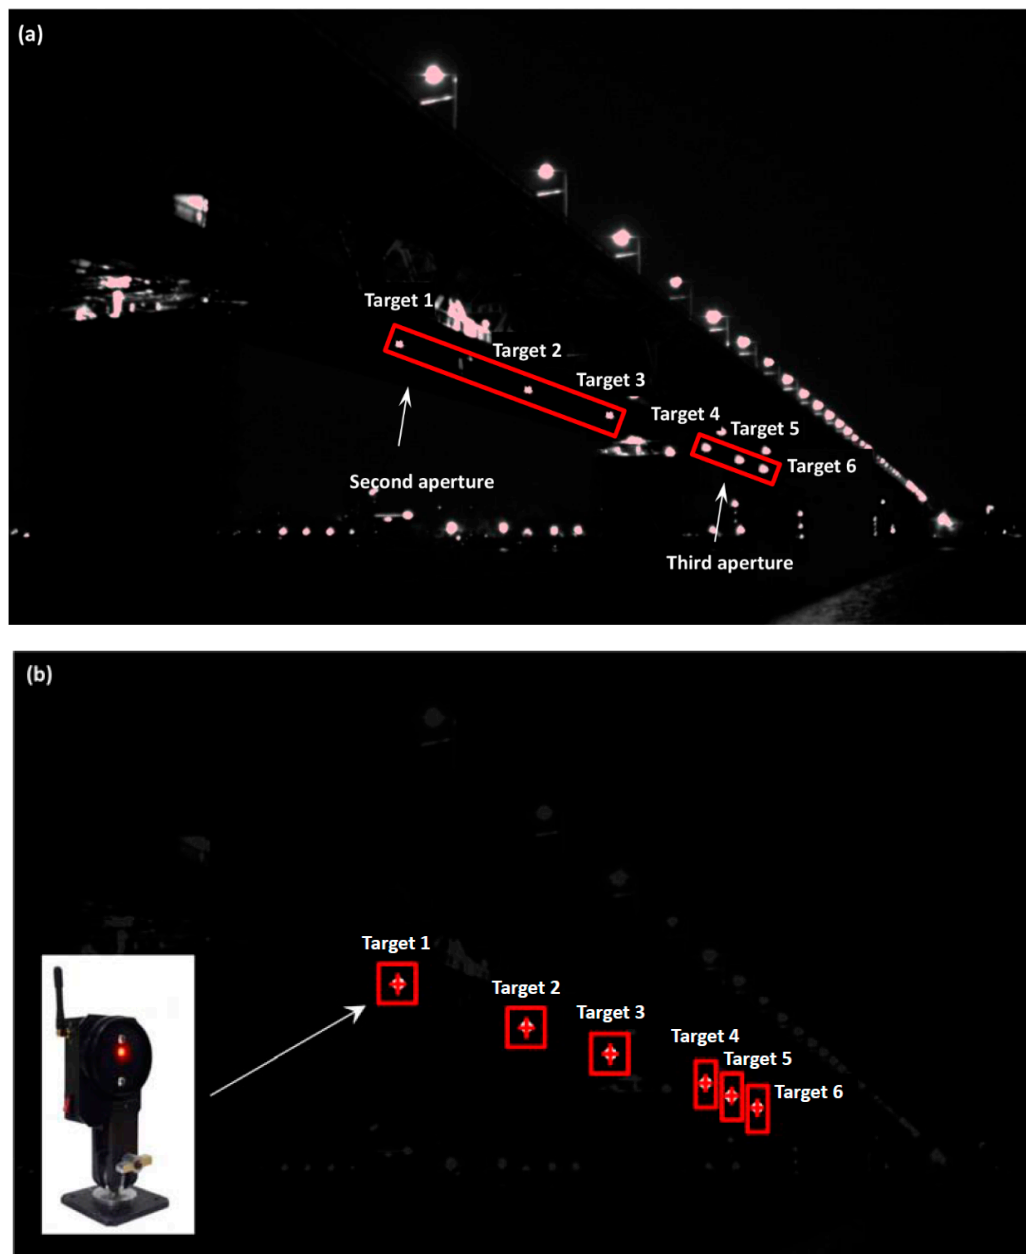 (a)
Target 1
Target 2
Target 3
Target 4
Target 5
Target 6
Second aperture
Third aperture
(b)
Target 1
Target 2
Target 3
Target 4
Target 5
Target 6